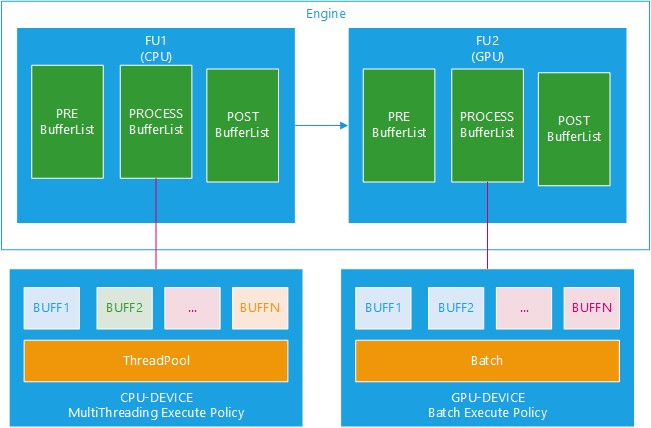 Engine
FU1
(CPU)
PRE
BufferList
PROCESS
BufferList
POST
BufferList
FU2
(GPU)
PRE
BufferList
PROCESS
BufferList
POST
BufferList
BUFF1
BUFF2
...
BUFFN
ThreadPool
CPU-DEVICE
MultiThreading Execute Policy
BUFF1
BUFF2
...
BUFFN
Batch
GPU-DEVICE
Batch Execute Policy